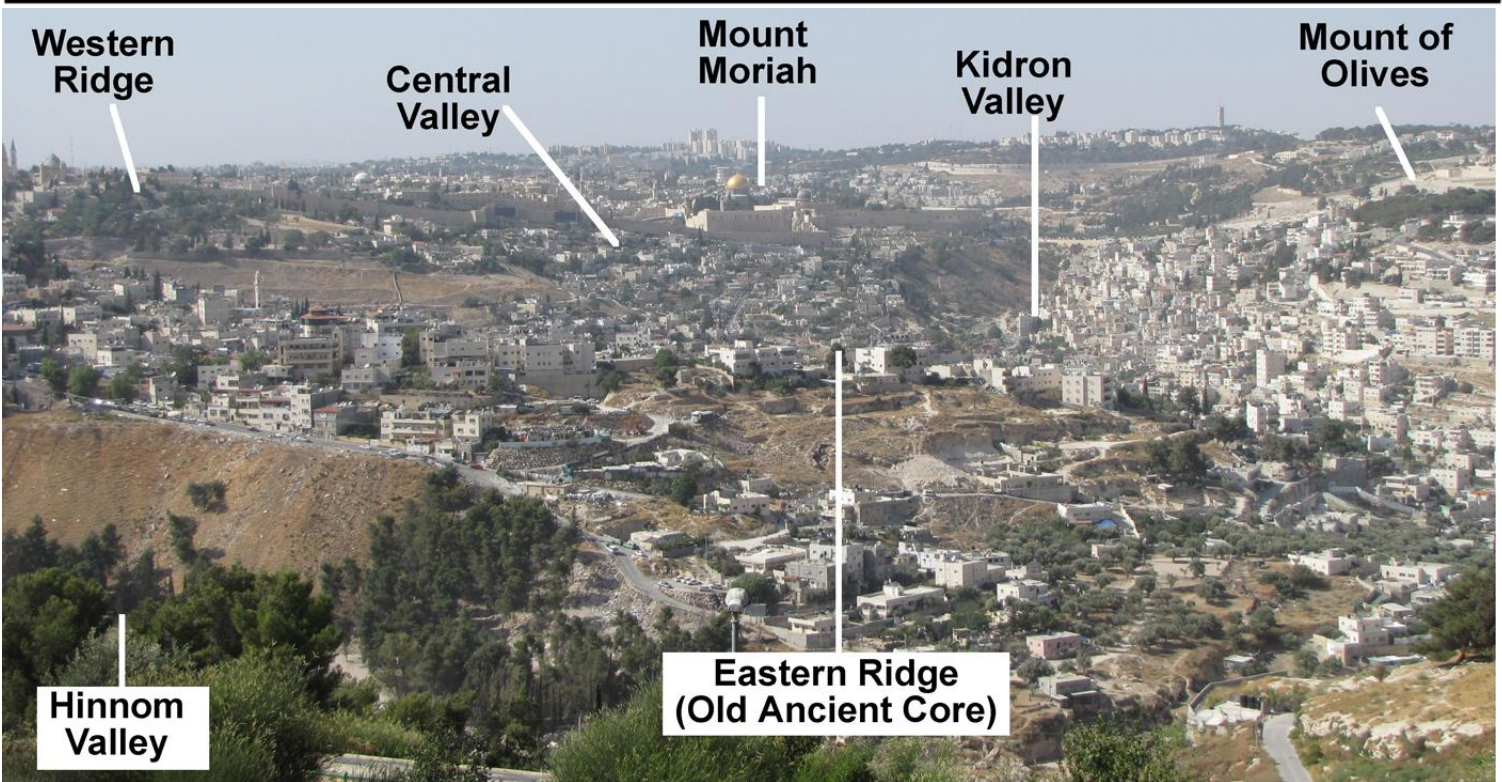 Western
Ridge
Central
Valley
Mount
Moriah
Kidron
Valley
Mount of
Olives
Hinnom
Valley
Eastern Ridge
(Old Ancient Core)